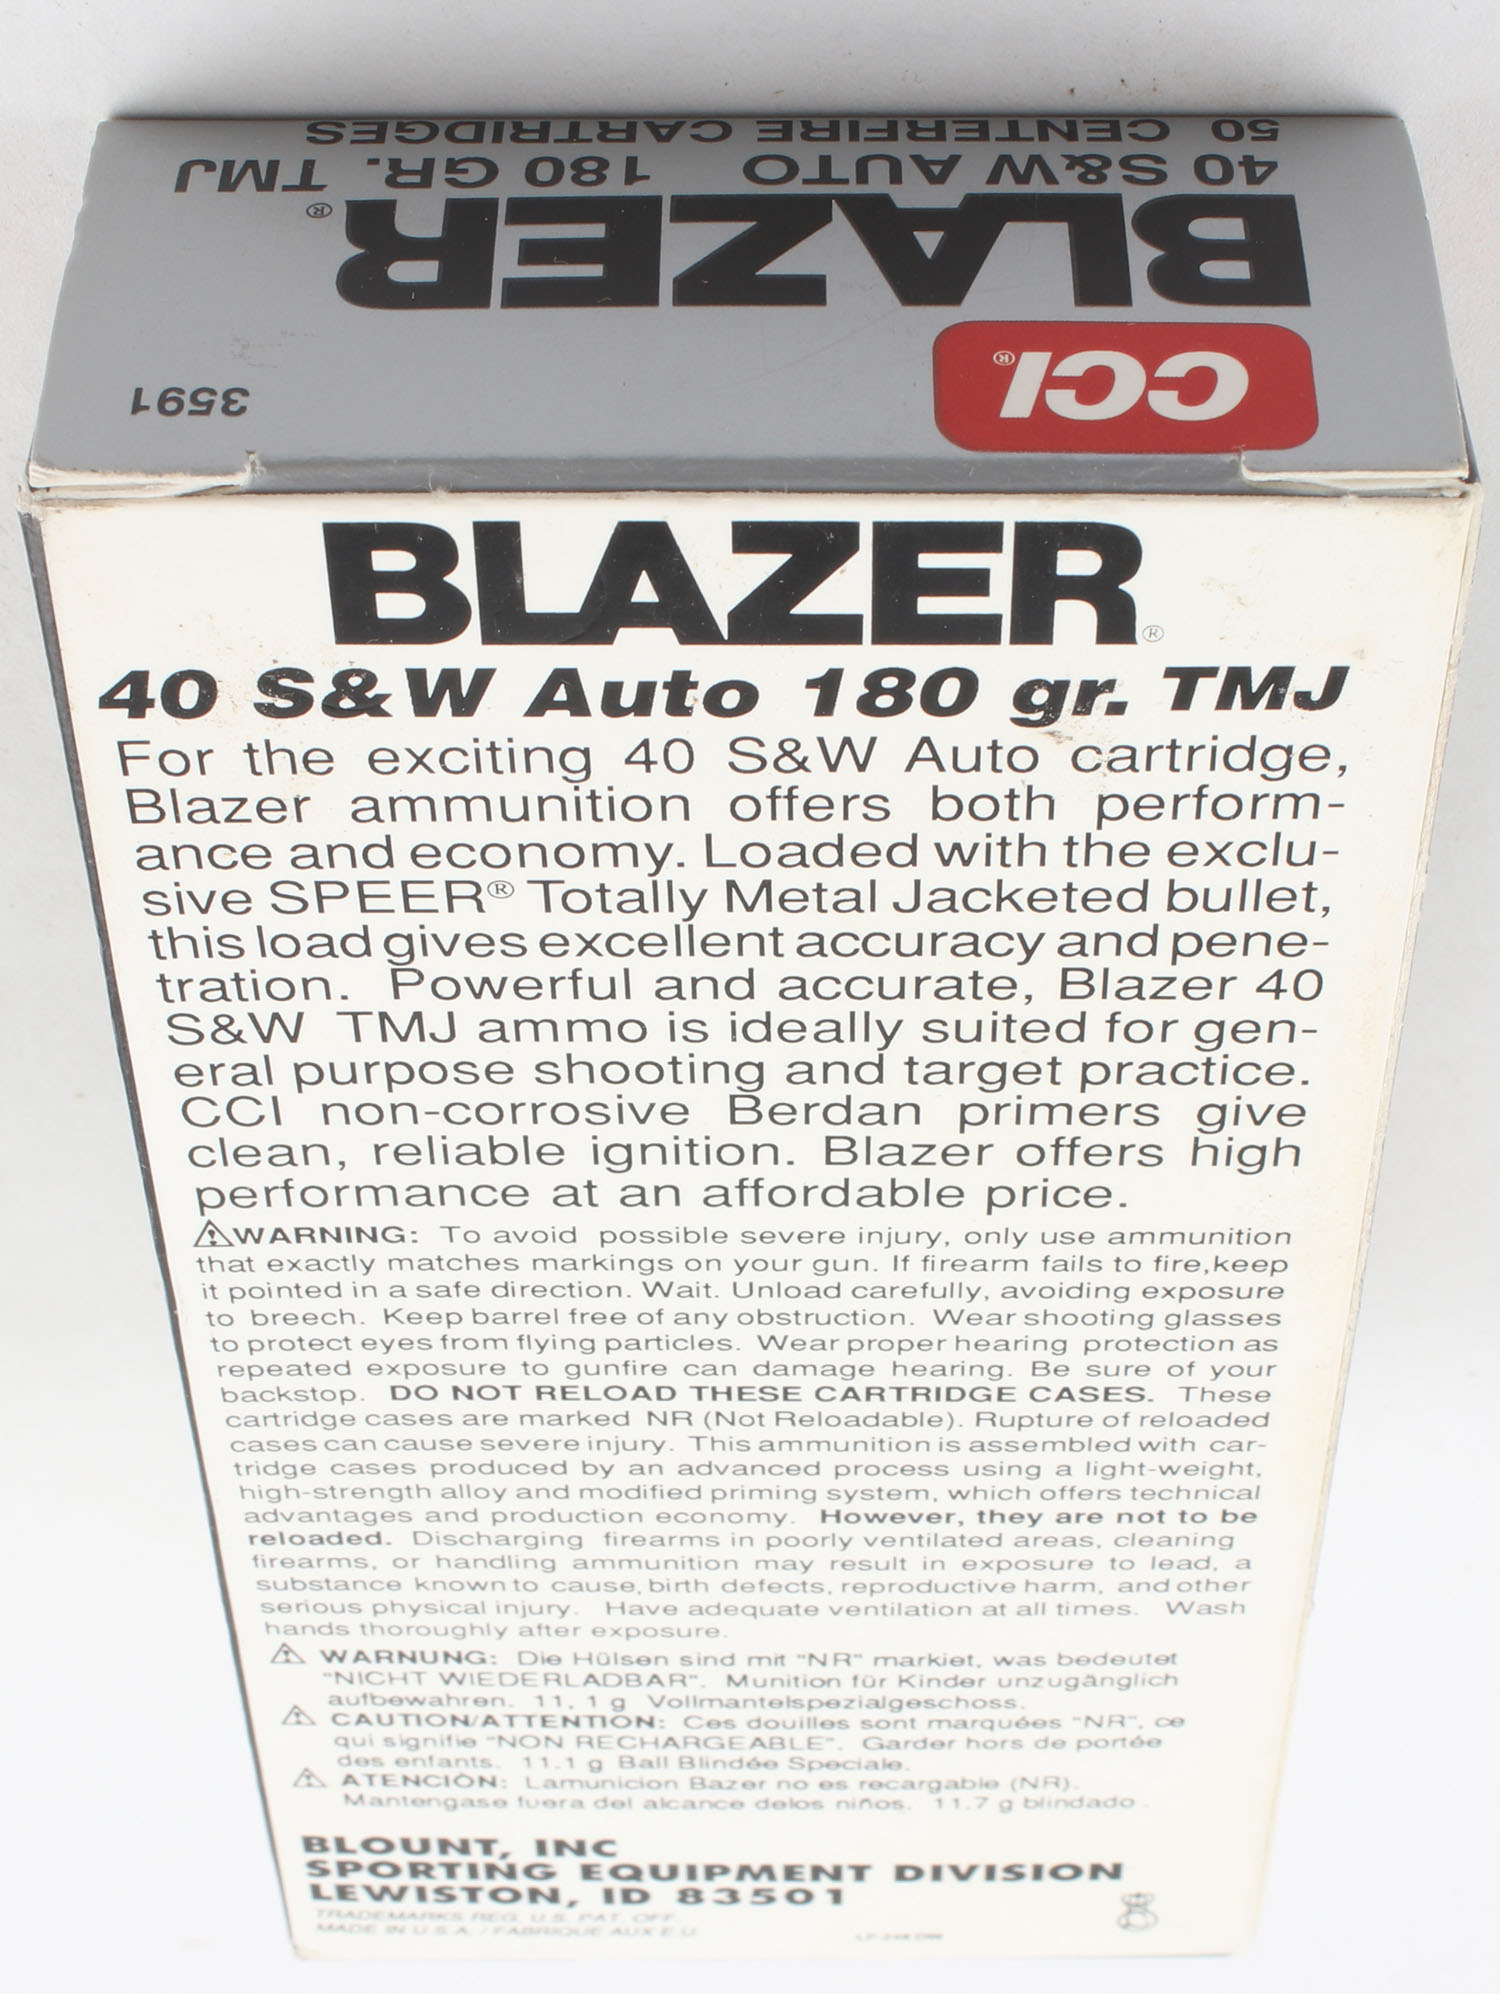 50 CENTERFIRE CARTRIDGES
40 S&W AUTO 180 GR. TMJ
BLAZER®
CCI®
3591
BLAZER®
40 S&W Auto 180 gr. TMJ
For the exciting 40 S&W Auto cartridge,
Blazer ammunition offers both perform-
ance and economy. Loaded with the exclu-
sive SPEER® Totally Metal Jacketed bullet,
this load gives excellent accuracy and pene-
tration. Powerful and accurate, Blazer 40
S&W TMJ ammo is ideally suited for gen-
eral purpose shooting and target practice.
CCI non-corrosive Berdan primers give
clean, reliable ignition. Blazer offers high
performance at an affordable price.
⚠WARNING: To avoid possible severe injury, only use ammunition
that exactly matches markings on your gun. If firearm fails to fire,keep
it pointed in a safe direction. Wait. Unload carefully, avoiding exposure
to breech. Keep barrel free of any obstruction. Wear shooting glasses
to protect eyes from flying particles. Wear proper hearing protection as
repeated exposure to gunfire can damage hearing. Be sure of your
backstop. DO NOT RELOAD THESE CARTRIDGE CASES. These
cartridge cases are marked NR (Not Reloadable). Rupture of reloaded
cases can cause severe injury. This ammunition is assembled with car-
tridge cases produced by an advanced process using a light-weight,
high-strength alloy and modified priming system, which offers technical
advantages and production economy. However, they are not to be
reloaded. Discharging firearms in poorly ventilated areas, cleaning
firearms, or handling ammunition may result in exposure to lead, a
substance known to cause, birth defects, reproductive harm, and other
serious physical injury. Have adequate ventilation at all times. Wash
hands thoroughly after exposure.
⚠ WARNUNG: Die Hülsen sind mit "NR" markiet, was bedeutet
"NICHT WIEDERLADBAR". Munition für Kinder unzugänglich
aufbewahren. 11,1 g Vollmantelspezialgeschoss.
⚠ CAUTION/ATTENTION: Ces douilles sont marquées "NR", ce
qui signifie "NON RECHARGEABLE". Garder hors de portée
des enfants. 11.1 g Ball Blindée Speciale.
⚠ ATENCIÓN: Lamunicion Bazer no es recargable (NR).
Mantengase fuera del alcance delos niños. 11.7 g blindado.
BLOUNT, INC
SPORTING EQUIPMENT DIVISION
LEWISTON, ID 83501
TRADEMARKS REG. U.S. PAT. OFF.
MADE IN U.S.A. / FABRIQUE AUX E.U.